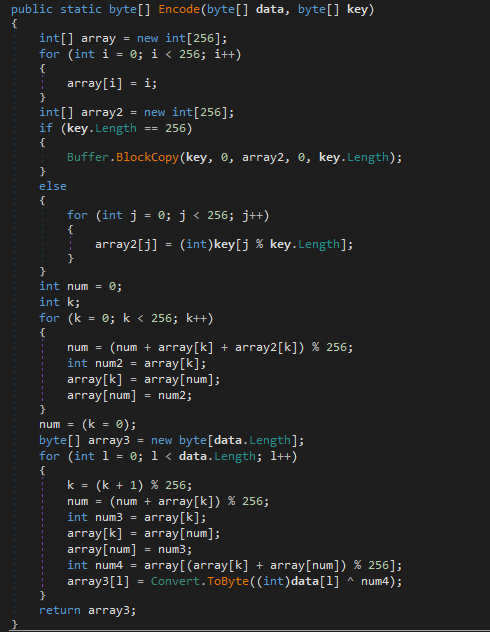 public static byte[] Encode(byte[] data, byte[] key)
{
    int[] array = new int[256];
    for (int i = 0; i < 256; i++)
    {
        array[i] = i;
    }
    int[] array2 = new int[256];
    if (key.Length == 256)
    {
        Buffer.BlockCopy(key, 0, array2, 0, key.Length);
    }
    else
    {
        for (int j = 0; j < 256; j++)
        {
            array2[j] = (int)key[j % key.Length];
        }
    }
    int num = 0;
    int k;
    for (k = 0; k < 256; k++)
    {
        num = (num + array[k] + array2[k]) % 256;
        int num2 = array[k];
        array[k] = array[num];
        array[num] = num2;
    }
    num = (k = 0);
    byte[] array3 = new byte[data.Length];
    for (int l = 0; l < data.Length; l++)
    {
        k = (k + 1) % 256;
        num = (num + array[k]) % 256;
        int num3 = array[k];
        array[k] = array[num];
        array[num] = num3;
        int num4 = array[(array[k] + array[num]) % 256];
        array3[l] = Convert.ToByte((int)data[l] ^ num4);
    }
    return array3;
}